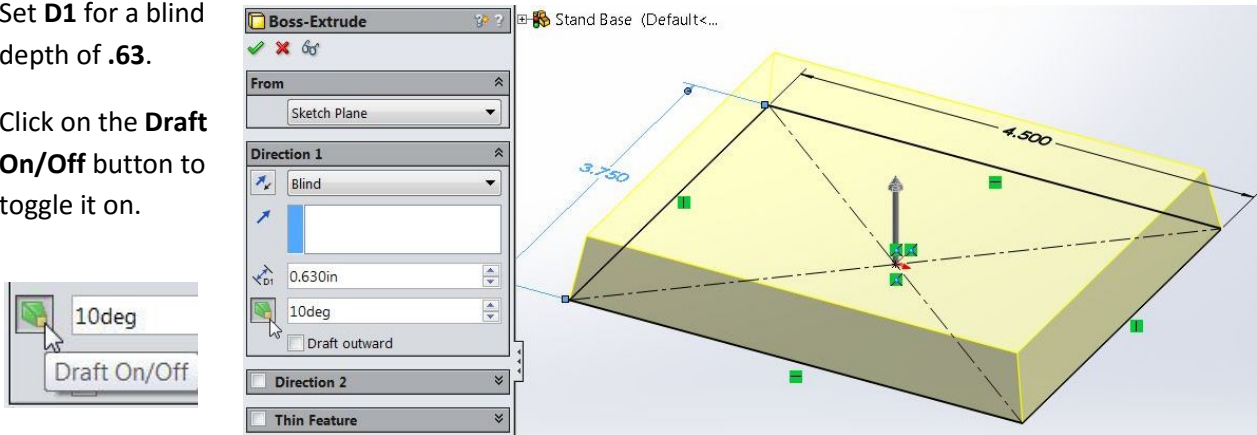 Set D1 for a blind
depth of .63.
Click on the Draft
On/Off button to
toggle it on.
10deg
Draft On/Off
Boss-Extrude
From
Sketch Plane
Direction 1
Blind
D1
0.630in
10deg
Draft outward
Direction 2
Thin Feature
Stand Base (Default<...
4.500
3.750